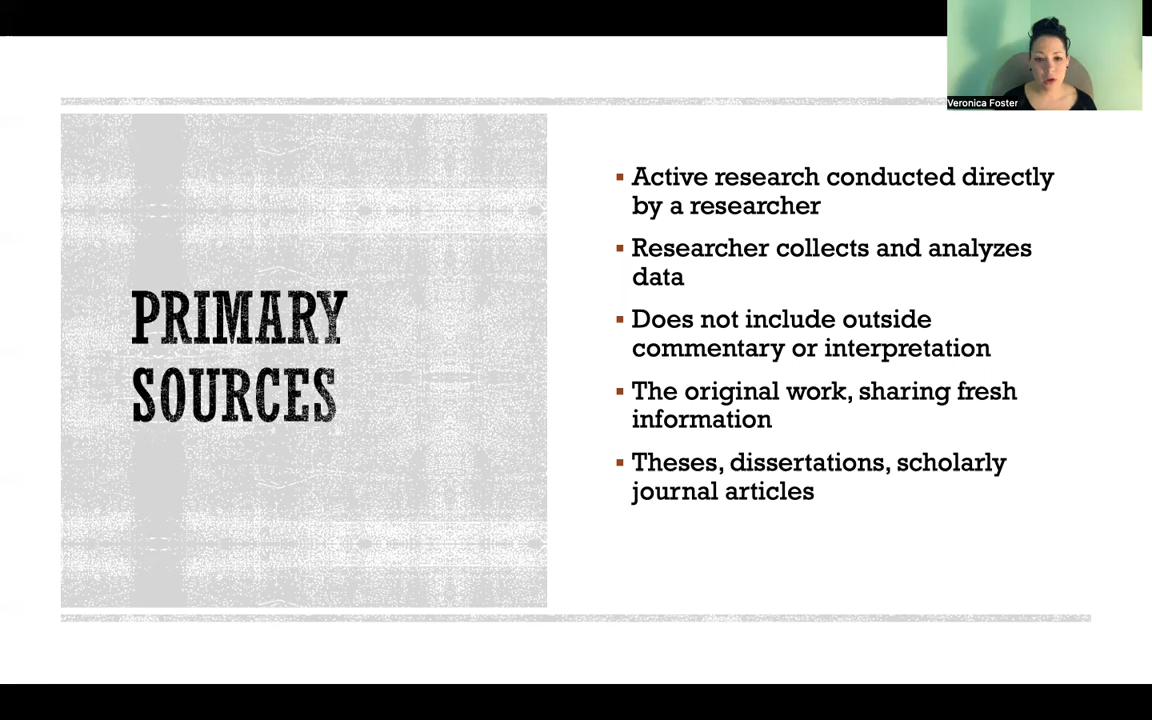 Veronica Foster
PRIMARY
SOURCES
▪ Active research conducted directly
by a researcher
▪ Researcher collects and analyzes
data
▪ Does not include outside
commentary or interpretation
▪ The original work, sharing fresh
information
▪ Theses, dissertations, scholarly
journal articles